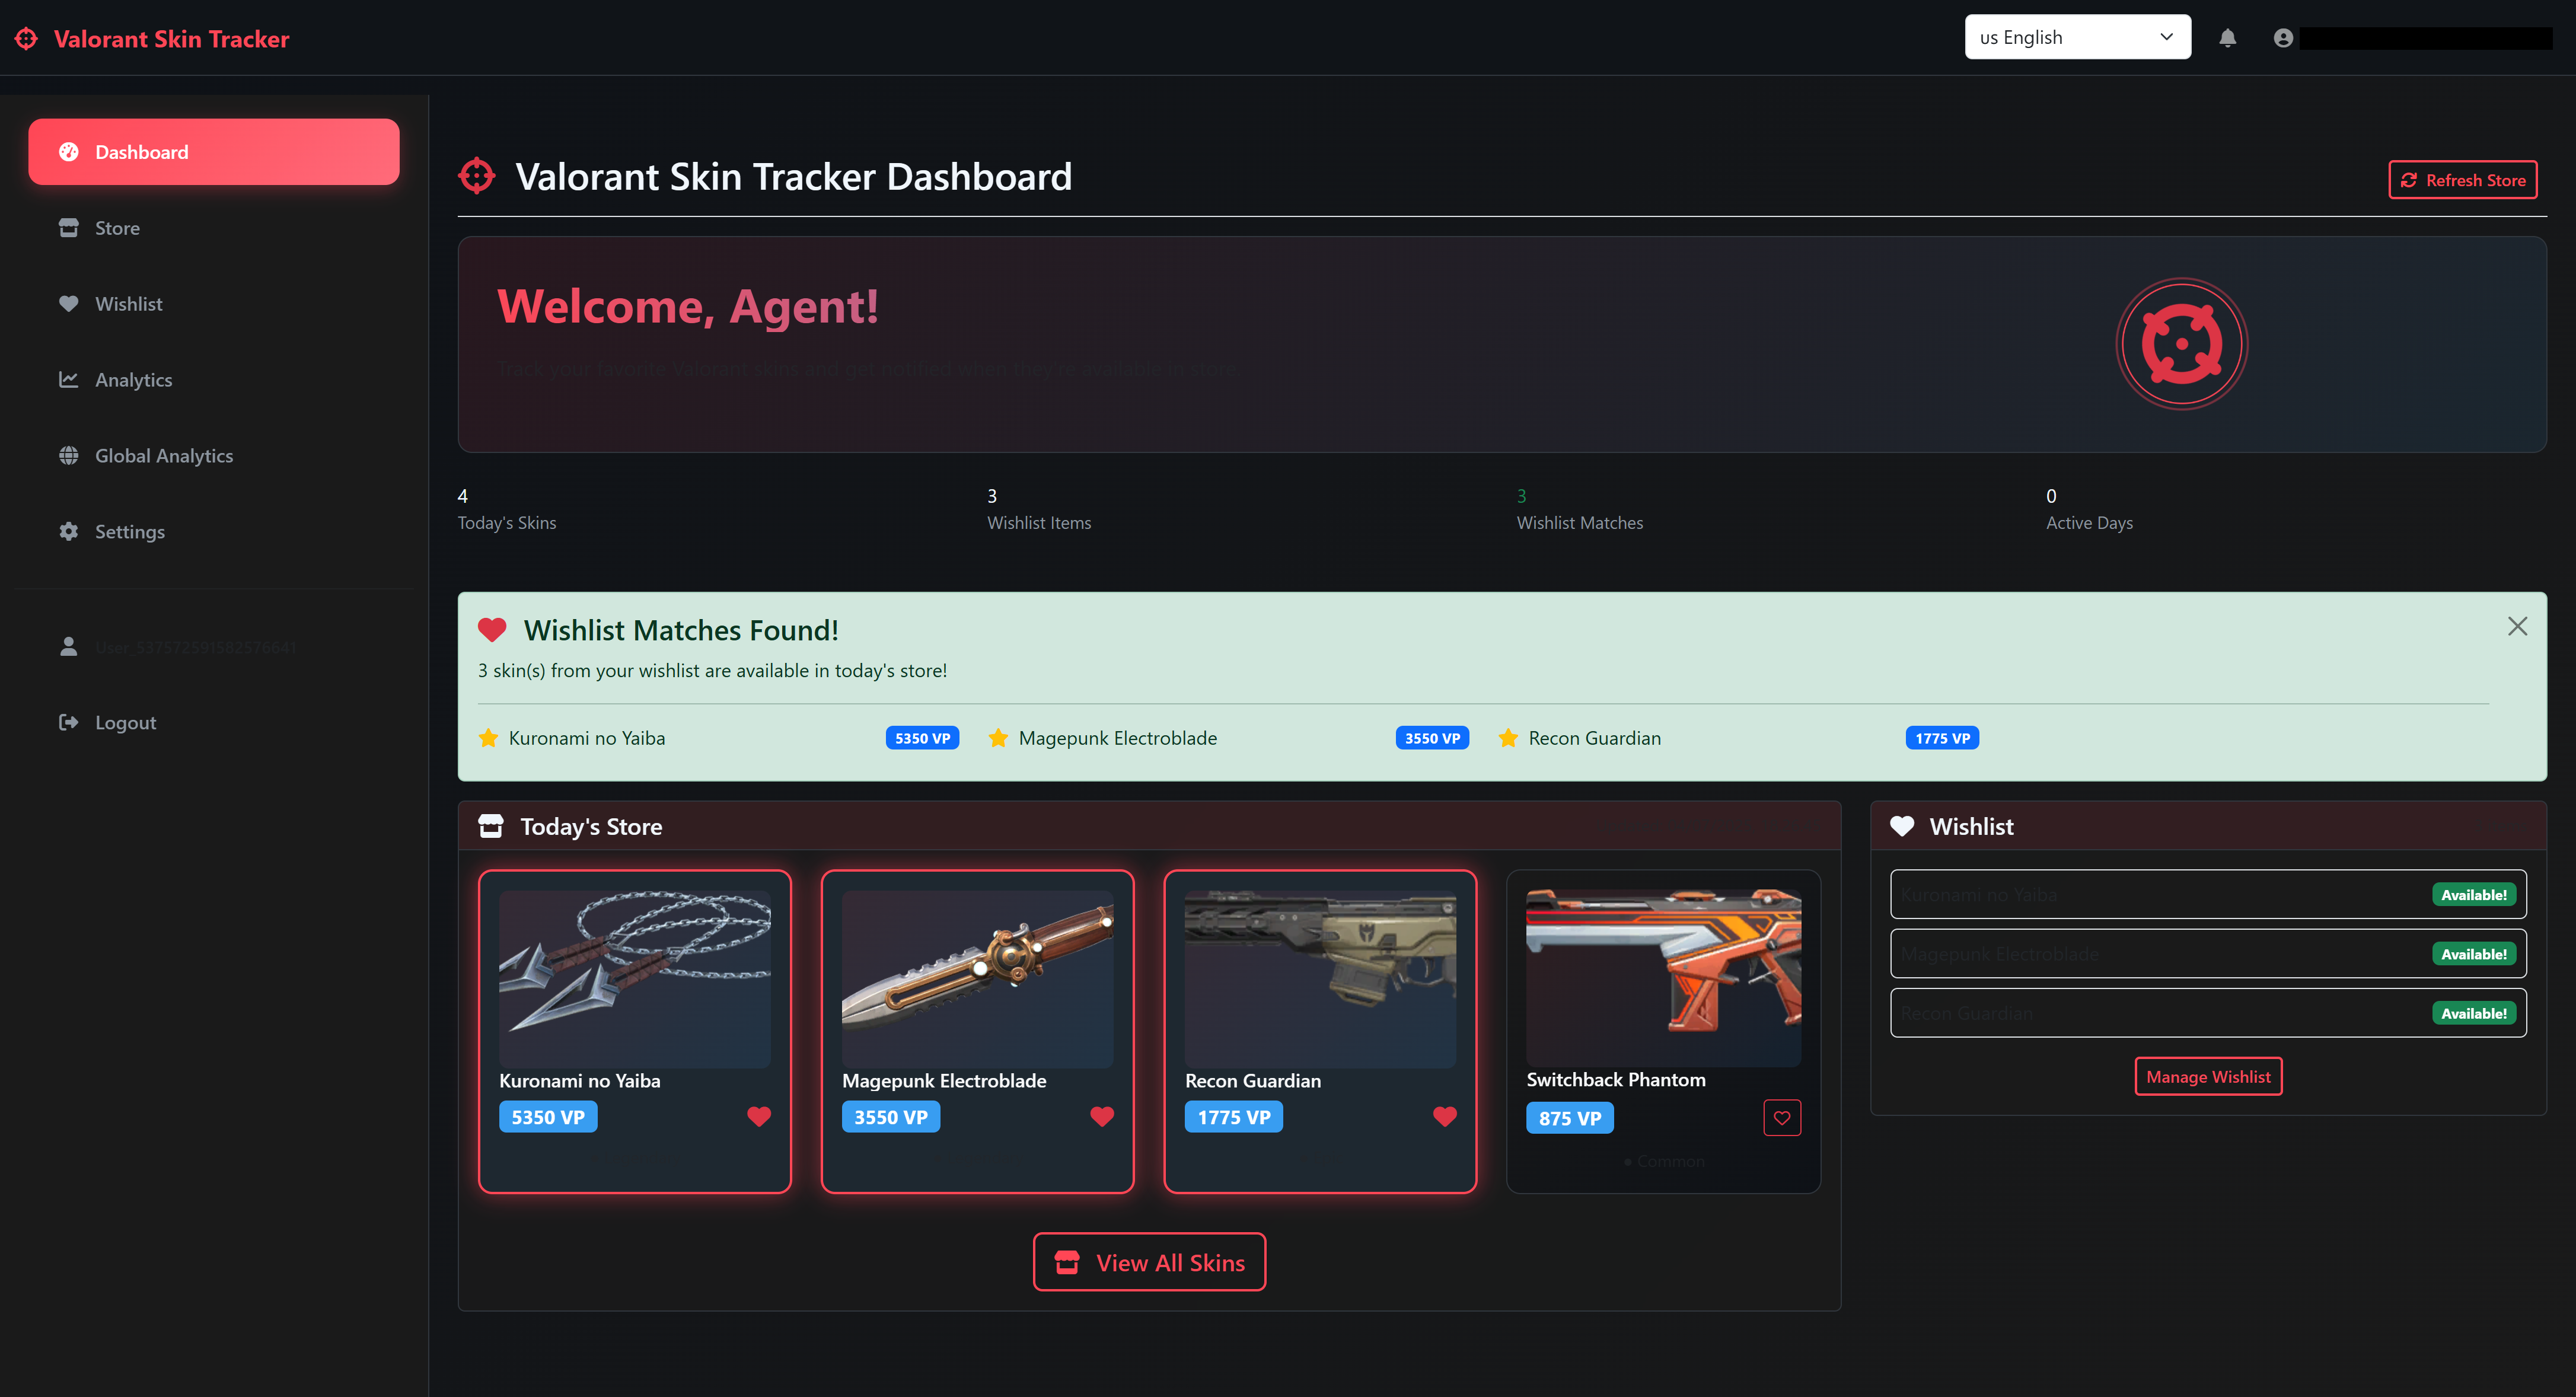 Valorant Skin Tracker
us English
Dashboard
Store
Wishlist
Analytics
Global Analytics
Settings
User_537572591582576641
Logout
Valorant Skin Tracker Dashboard
Refresh Store
Welcome, Agent!
Track your favorite Valorant skins and get notified when they're available in store.
4
Today's Skins
3
Wishlist Items
3
Wishlist Matches
0
Active Days
Wishlist Matches Found!
3 skin(s) from your wishlist are available in today's store!
Kuronami no Yaiba 5350 VP
Magepunk Electroblade 3550 VP
Recon Guardian 1775 VP
Today's Store
Kuronami no Yaiba
5350 VP
Magepunk Electroblade
3550 VP
Recon Guardian
1775 VP
Switchback Phantom
875 VP
• Common
View All Skins
Wishlist
Kuronami no Yaiba Available!
Magepunk Electroblade Available!
Recon Guardian Available!
Manage Wishlist